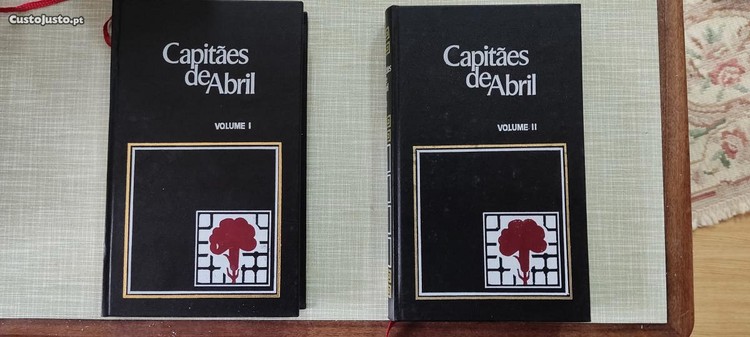 CustoJusto.pt
Capitães
de Abril
VOLUME I
Capitães
de Abril
VOLUME II